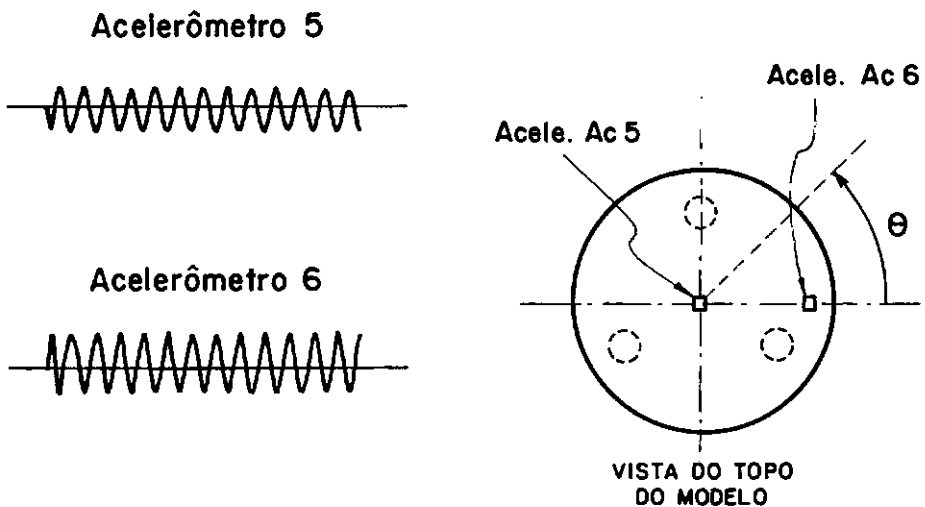 Acelerômetro 5
Acelerômetro 6
Acele. Ac 6
Acele. Ac 5
θ
VISTA DO TOPO
DO MODELO